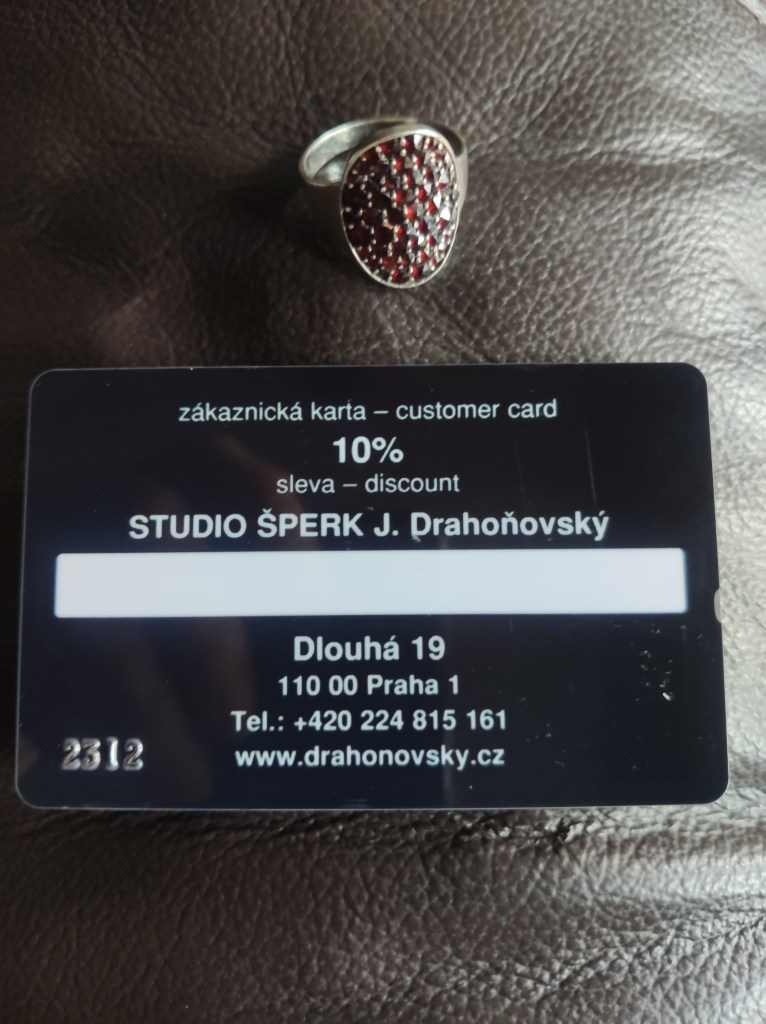 zákaznická karta – customer card
10%
sleva – discount
STUDIO ŠPERK J. Drahoňovský
Dlouhá 19
110 00 Praha 1
Tel.: +420 224 815 161
www.drahonovsky.cz
2312